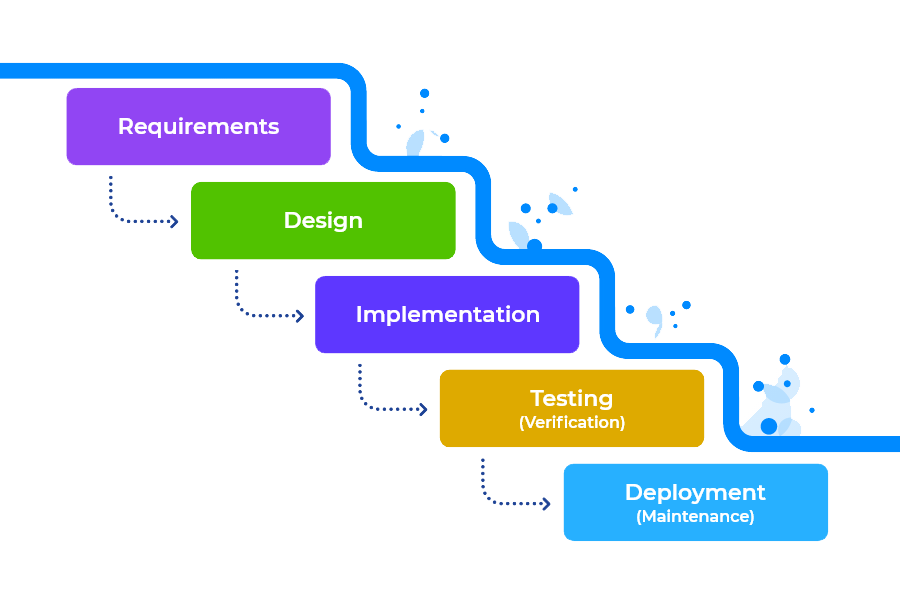 Requirements
Design
Implementation
Testing
(Verification)
Deployment
(Maintenance)